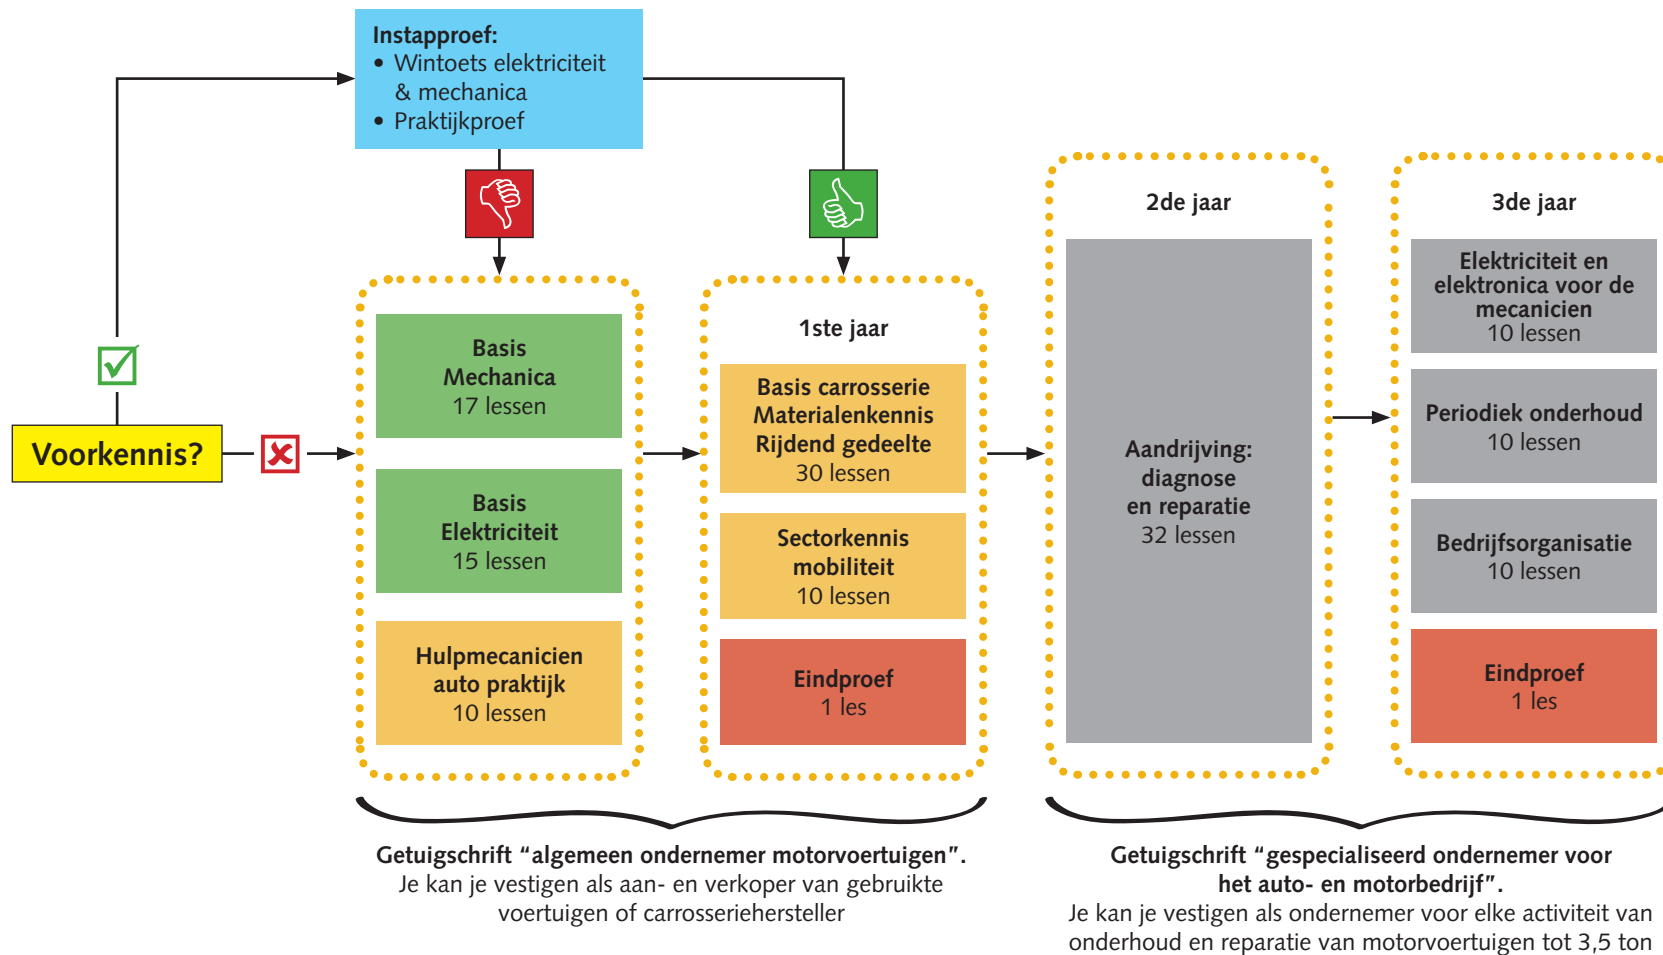 Instapproef:
• Wintoets elektriciteit
& mechanica
• Praktijkproef
Voorkennis?
Basis
Mechanica
17 lessen
Basis
Elektriciteit
15 lessen
Hulpmecanicien
auto praktijk
10 lessen
1ste jaar
Basis carrosserie
Materialenkennis
Rijdend gedeelte
30 lessen
Sectorkennis
mobiliteit
10 lessen
Eindproef
1 les
2de jaar
Aandrijving:
diagnose
en reparatie
32 lessen
3de jaar
Elektriciteit en
elektronica voor de
mecanicien
10 lessen
Periodiek onderhoud
10 lessen
Bedrijfsorganisatie
10 lessen
Eindproef
1 les
Getuigschrift “algemeen ondernemer motorvoertuigen”.
Je kan je vestigen als aan- en verkoper van gebruikte
voertuigen of carrosseriehersteller
Getuigschrift “gespecialiseerd ondernemer voor
het auto- en motorbedrijf”.
Je kan je vestigen als ondernemer voor elke activiteit van
onderhoud en reparatie van motorvoertuigen tot 3,5 ton